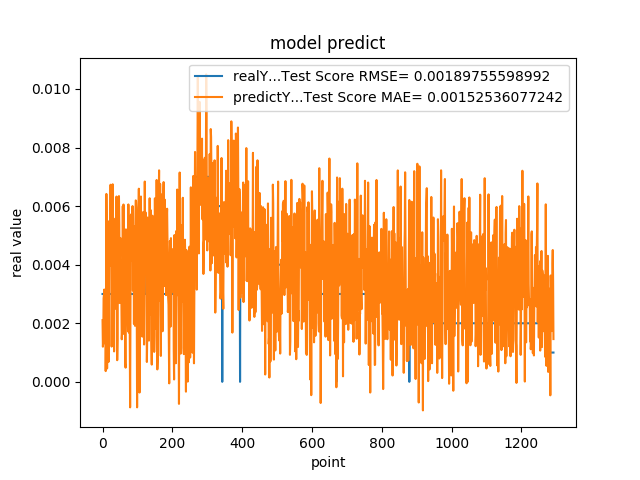 model predict
realY...Test Score RMSE= 0.00189755598992
predictY...Test Score MAE= 0.00152536077242
0.010
0.008
0.006
0.004
0.002
0.000
real value
0 200 400 600 800 1000 1200
point